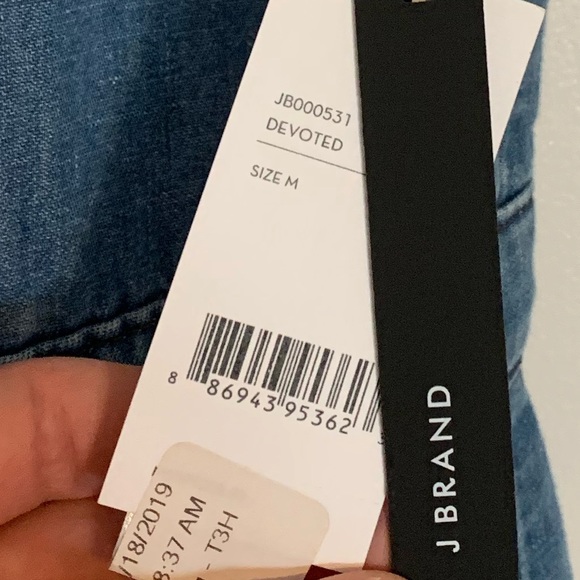 JB000531
DEVOTED
SIZE M
8 86943 95362
J BRAND
/18/2019
8:37 AM
- T3H